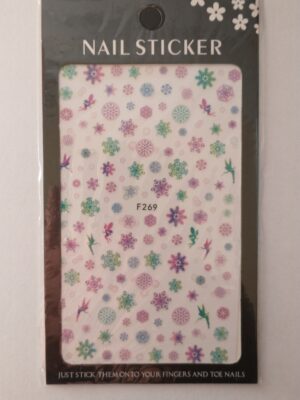 NAIL STICKER
F269
JUST STICK THEM ONTO YOUR FINGERS AND TOE NAILS